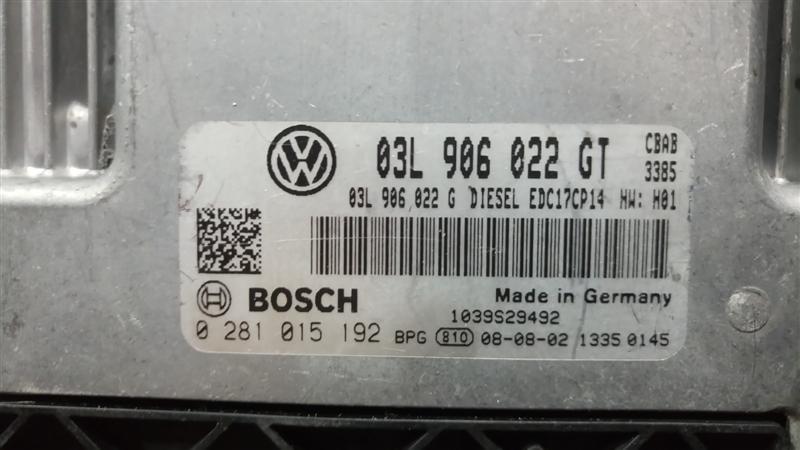 03L 906 022 GT CBAB
3385
03L 906 022 G DIESEL EDC17CP14 HW: H01
BOSCH Made in Germany
1039S29492
0 281 015 192 BPG 810 08-08-02 1335 0145